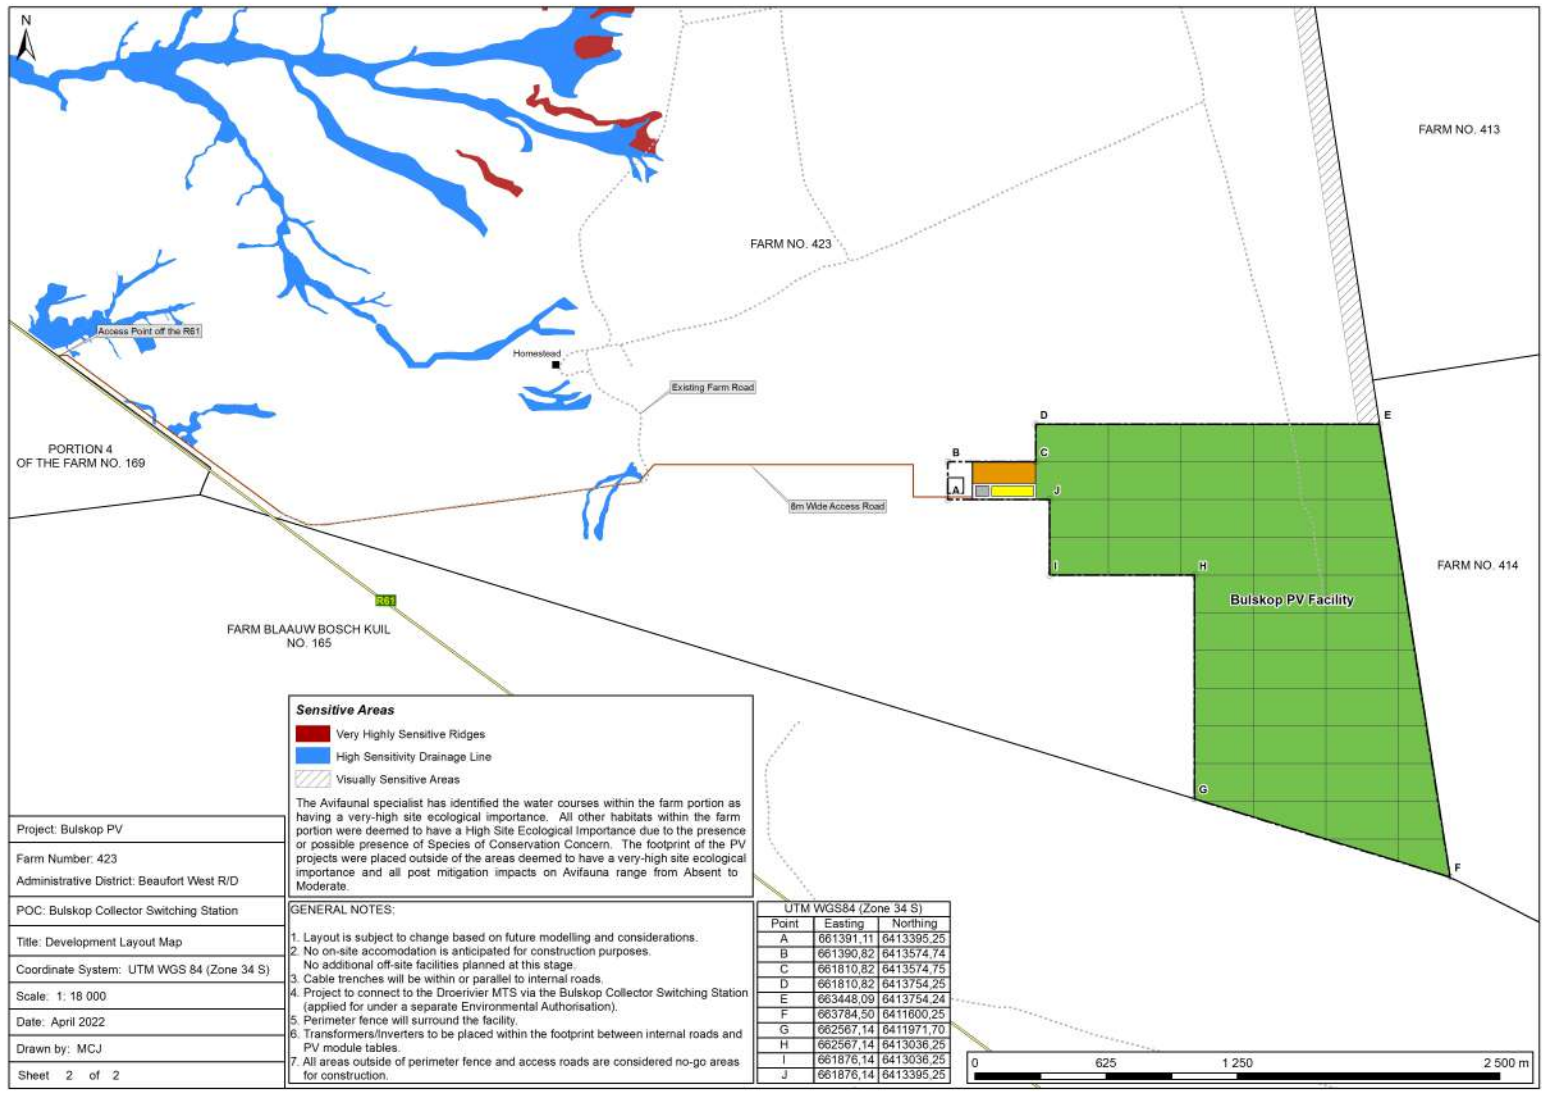 N
FARM NO. 413
FARM NO. 423
Access Point off the R61
Homestead
Existing Farm Road
D
E
PORTION 4
OF THE FARM NO. 169
B
C
A
J
8m Wide Access Road
I
H
FARM NO. 414
Bulskop PV Facility
R61
FARM BLAAUW BOSCH KUIL
NO. 165
G
F
Sensitive Areas
Very Highly Sensitive Ridges
High Sensitivity Drainage Line
Visually Sensitive Areas
The Avifaunal specialist has identified the water courses within the farm portion as
having a very-high site ecological importance. All other habitats within the farm
portion were deemed to have a High Site Ecological Importance due to the presence
or possible presence of Species of Conservation Concern. The footprint of the PV
projects were placed outside of the areas deemed to have a very-high site ecological
importance and all post mitigation impacts on Avifauna range from Absent to
Moderate.
Project: Bulskop PV
Farm Number: 423
Administrative District: Beaufort West R/D
POC: Bulskop Collector Switching Station
Title: Development Layout Map
Coordinate System: UTM WGS 84 (Zone 34 S)
Scale: 1: 18 000
Date: April 2022
Drawn by: MCJ
Sheet 2 of 2
GENERAL NOTES:
1. Layout is subject to change based on future modelling and considerations.
2. No on-site accomodation is anticipated for construction purposes.
No additional off-site facilities planned at this stage.
3. Cable trenches will be within or parallel to internal roads.
4. Project to connect to the Droerivier MTS via the Bulskop Collector Switching Station
(applied for under a separate Environmental Authorisation).
5. Perimeter fence will surround the facility.
6. Transformers/Inverters to be placed within the footprint between internal roads and
PV module tables.
7. All areas outside of perimeter fence and access roads are considered no-go areas
for construction.
UTM WGS84 (Zone 34 S)
Point Easting Northing
A 661391,11 6413395,25
B 661390,82 6413574,74
C 661810,82 6413574,75
D 661810,82 6413754,25
E 663448,09 6413754,24
F 663784,50 6411600,25
G 662567,14 6411971,70
H 662567,14 6413036,25
I 661876,14 6413036,25
J 661876,14 6413395,25
0 625 1 250 2 500 m